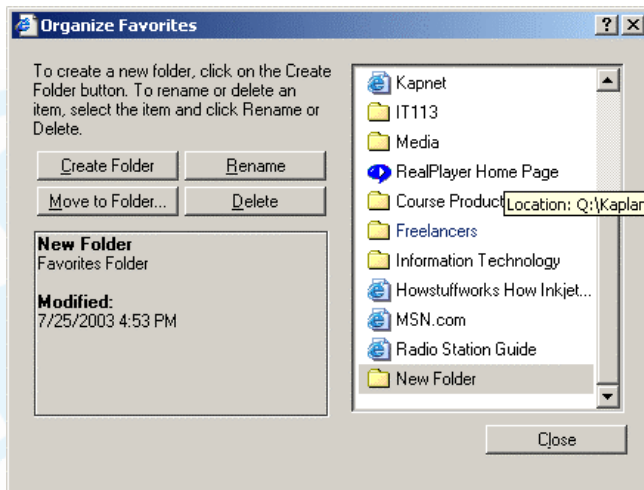 Organize Favorites
To create a new folder, click on the Create
Folder button. To rename or delete an
item, select the item and click Rename or
Delete.
Create Folder
Rename
Move to Folder...
Delete
New Folder
Favorites Folder
Modified:
7/25/2003 4:53 PM
Kapnet
IT113
Media
RealPlayer Home Page
Course Product
Location: Q:\Kaplan
Freelancers
Information Technology
Howstuffworks How Inkjet...
MSN.com
Radio Station Guide
New Folder
Close